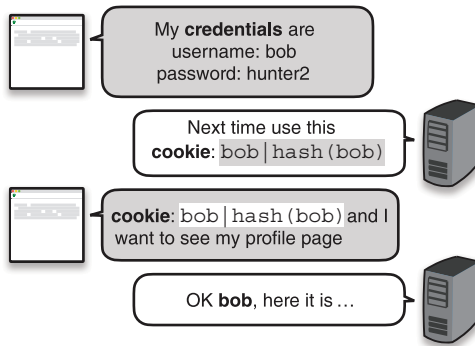 My credentials are
username: bob
password: hunter2
Next time use this
cookie: bob|hash(bob)
cookie: bob|hash(bob) and I
want to see my profile page
OK bob, here it is ...